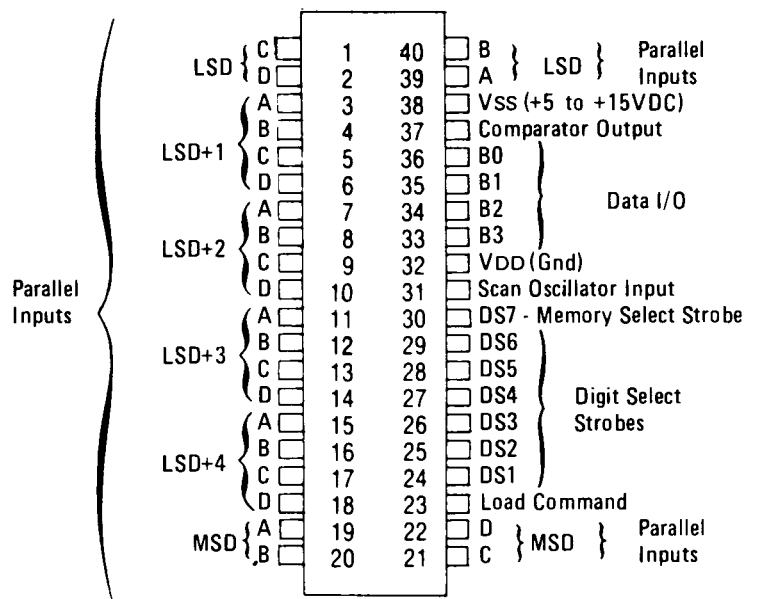 C 1 40 B
LSD LSD Parallel Inputs
D 2 39 A
A 3 38 VSS (+5 to +15VDC)
B 4 37 Comparator Output
LSD+1
C 5 36 B0
D 6 35 B1
A 7 34 B2
Data I/O
B 8 33 B3
LSD+2
C 9 32 VDD (Gnd)
D 10 31 Scan Oscillator Input
Parallel Inputs
A 11 30 DS7 - Memory Select Strobe
B 12 29 DS6
LSD+3
C 13 28 DS5
D 14 27 DS4
Digit Select Strobes
A 15 26 DS3
B 16 25 DS2
LSD+4
C 17 24 DS1
D 18 23 Load Command
A 19 22 D
MSD MSD Parallel Inputs
B 20 21 C